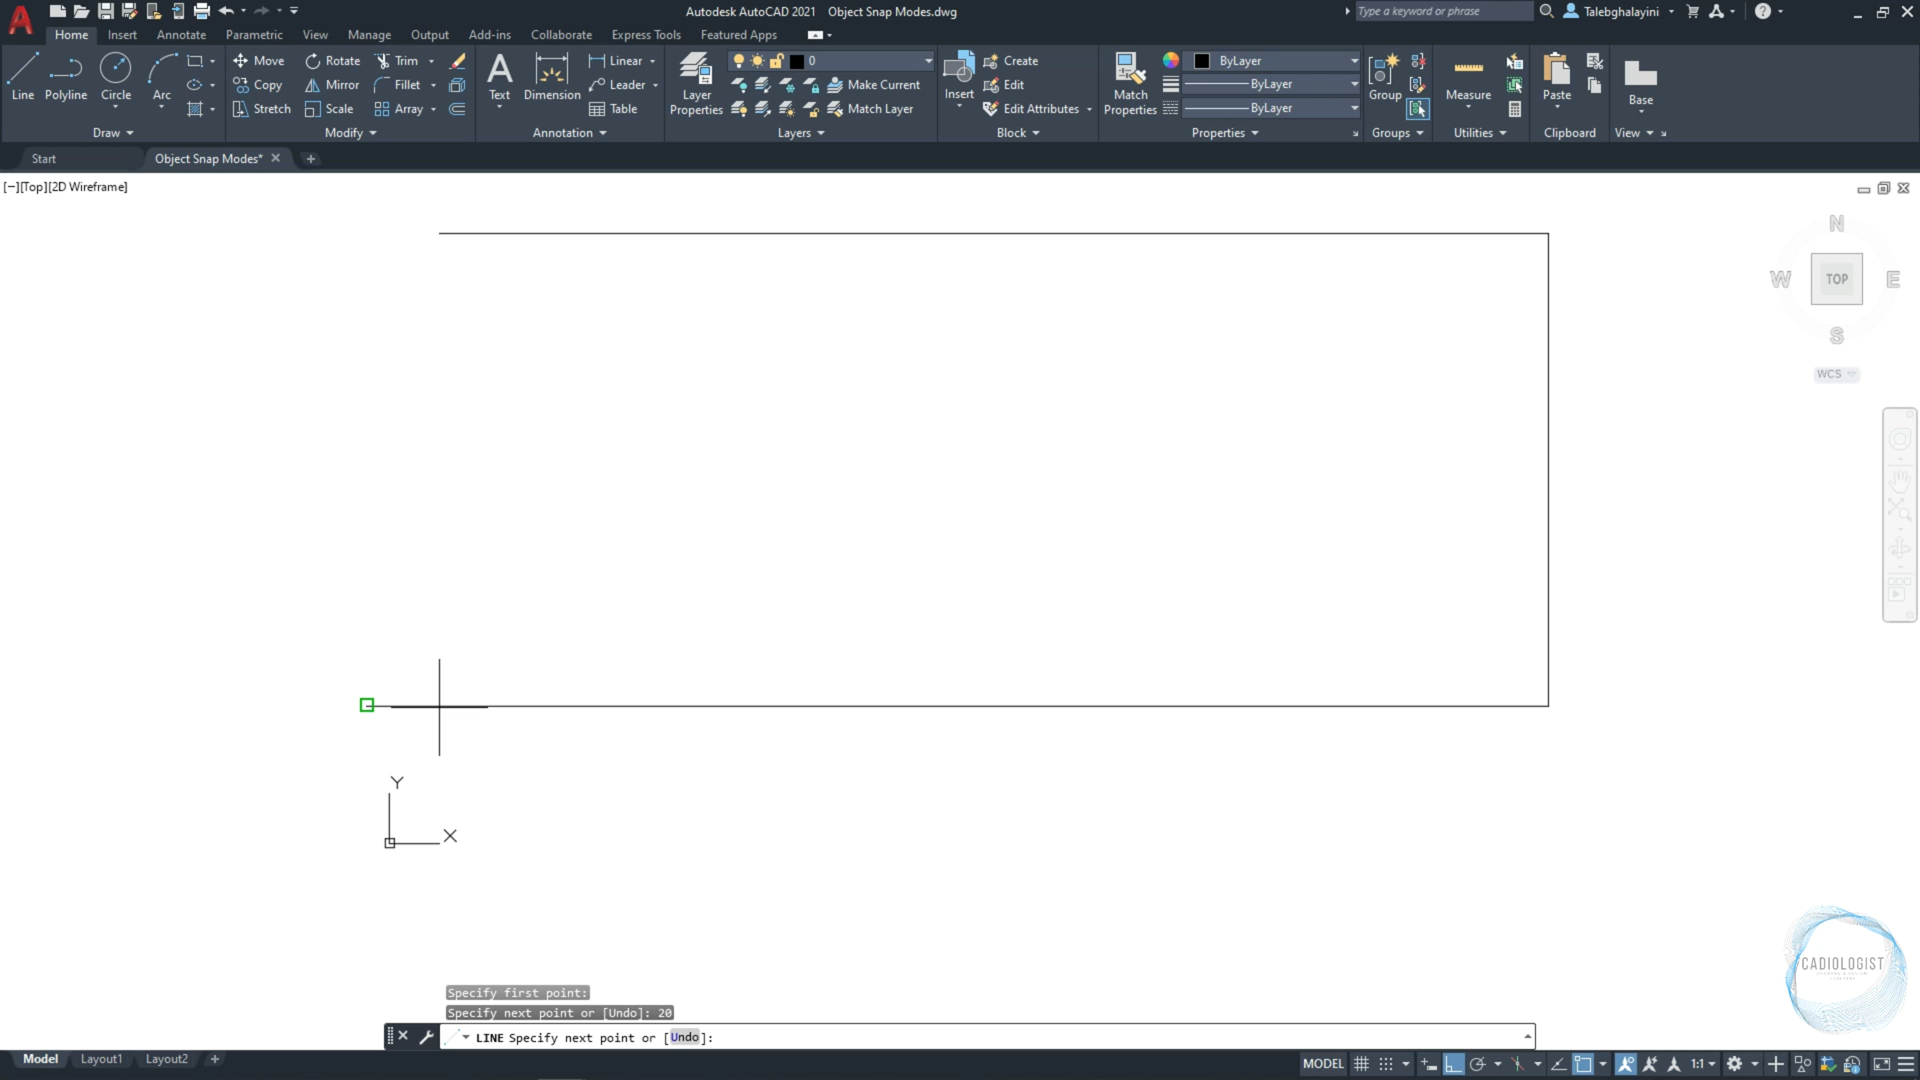 Autodesk AutoCAD 2021 Object Snap Modes.dwg
Type a keyword or phrase
Talebghalayini
Home Insert Annotate Parametric View Manage Output Add-ins Collaborate Express Tools Featured Apps
Line Polyline Circle Arc
Move Rotate Trim
Copy Mirror Fillet
Stretch Scale Array
Text Dimension
Linear
Leader
Table
Layer
Properties
0
Make Current
Match Layer
Insert
Create
Edit
Edit Attributes
Match
Properties
ByLayer
ByLayer
ByLayer
Group
Measure
Paste
Base
Draw Modify Annotation Layers Block Properties Groups Utilities Clipboard View
Start Object Snap Modes*
[−][Top][2D Wireframe]
N
W TOP E
S
WCS
Y
X
CADIOLOGIST
Specify first point:
Specify next point or [Undo]: 20
LINE Specify next point or [Undo]:
Model Layout1 Layout2
MODEL 1:1